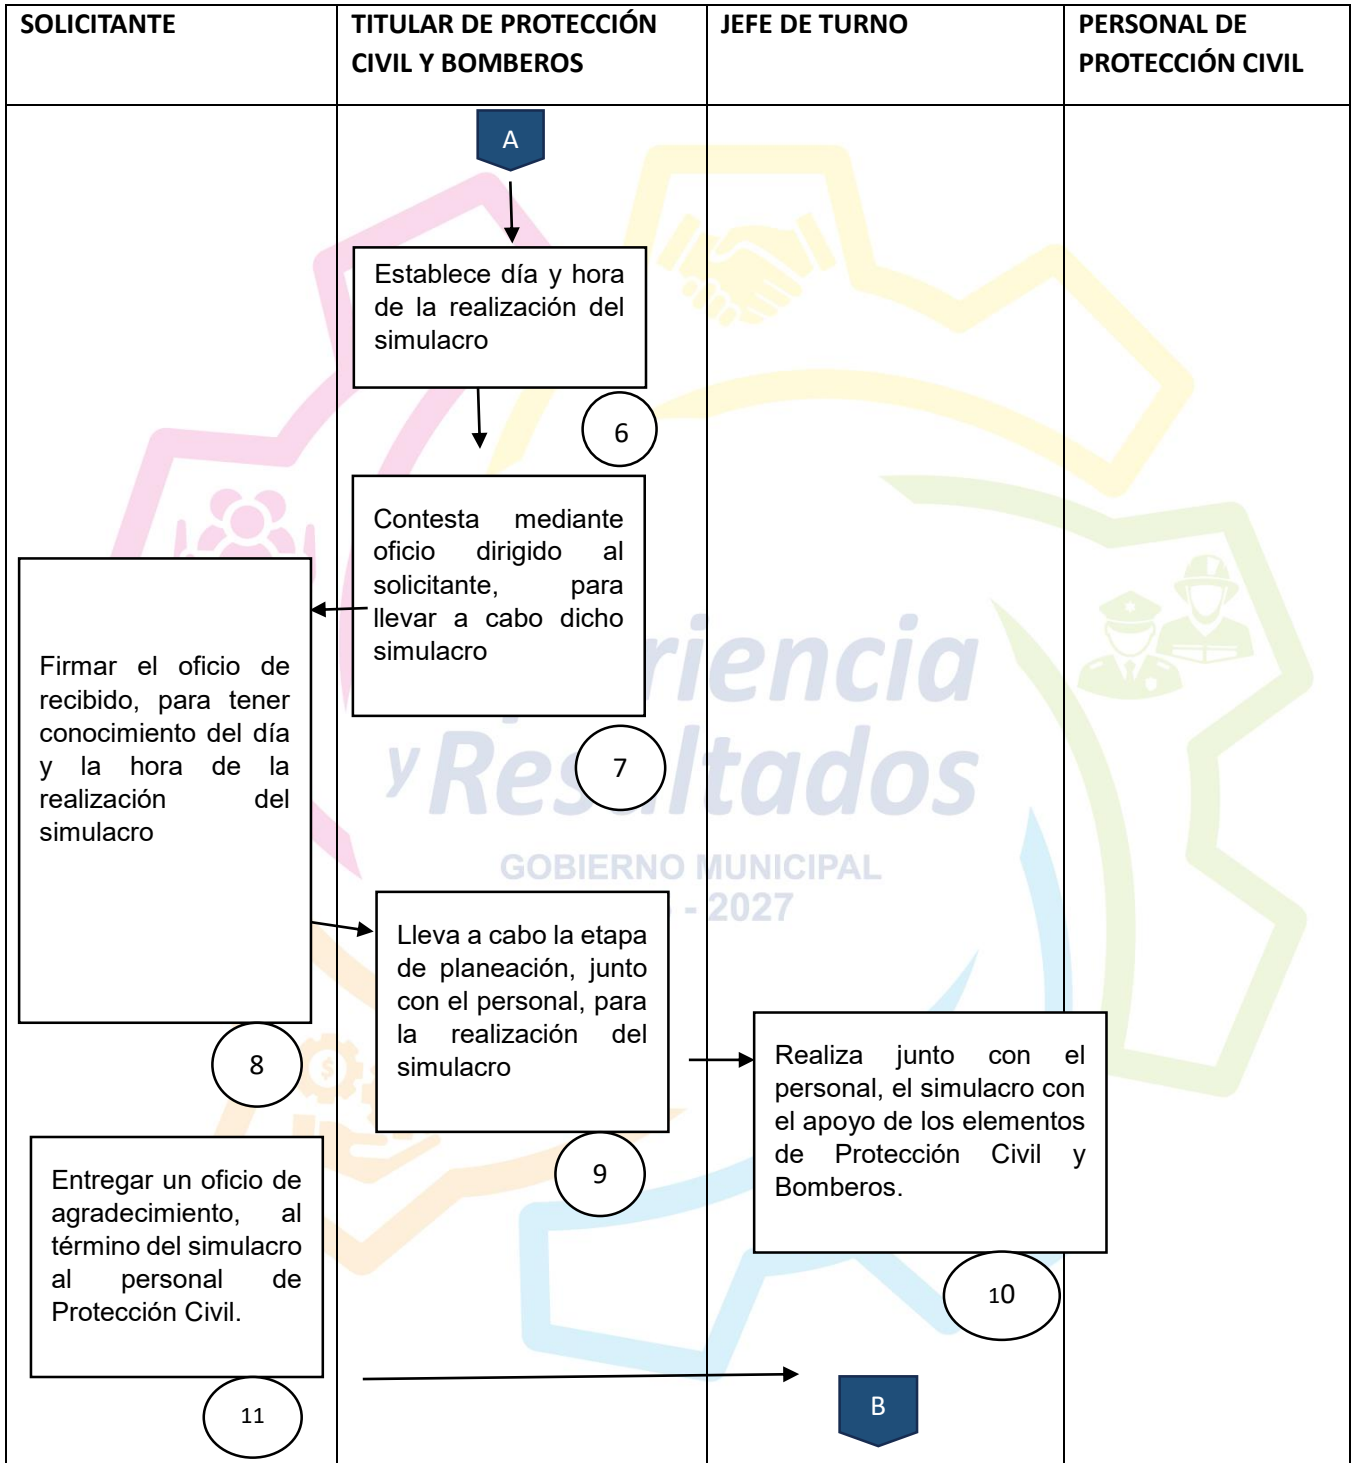 SOLICITANTE
TITULAR DE PROTECCIÓN
CIVIL Y BOMBEROS
JEFE DE TURNO
PERSONAL DE
PROTECCIÓN CIVIL
A
Establece día y hora
de la realización del
simulacro
6
Contesta mediante
oficio dirigido al
solicitante, para
llevar a cabo dicho
simulacro
7
Firmar el oficio de
recibido, para tener
conocimiento del día
y la hora de la
realización del
simulacro
8
riencia
y Res ltados
GOBIERNO MUNICIPAL
- 2027
Lleva a cabo la etapa
de planeación, junto
con el personal, para
la realización del
simulacro
9
Realiza junto con el
personal, el simulacro con
el apoyo de los elementos
de Protección Civil y
Bomberos.
10
Entregar un oficio de
agradecimiento, al
término del simulacro
al personal de
Protección Civil.
11
B